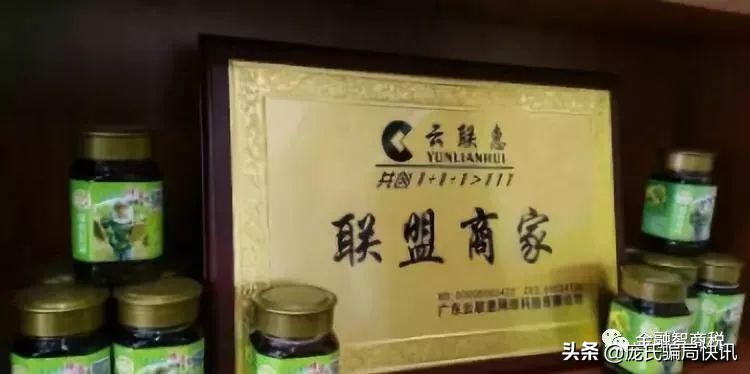 云联惠
YUNLIANHUI
共创1+1+1>111
联盟商家
金融智商税
头条 @庞氏骗局快讯